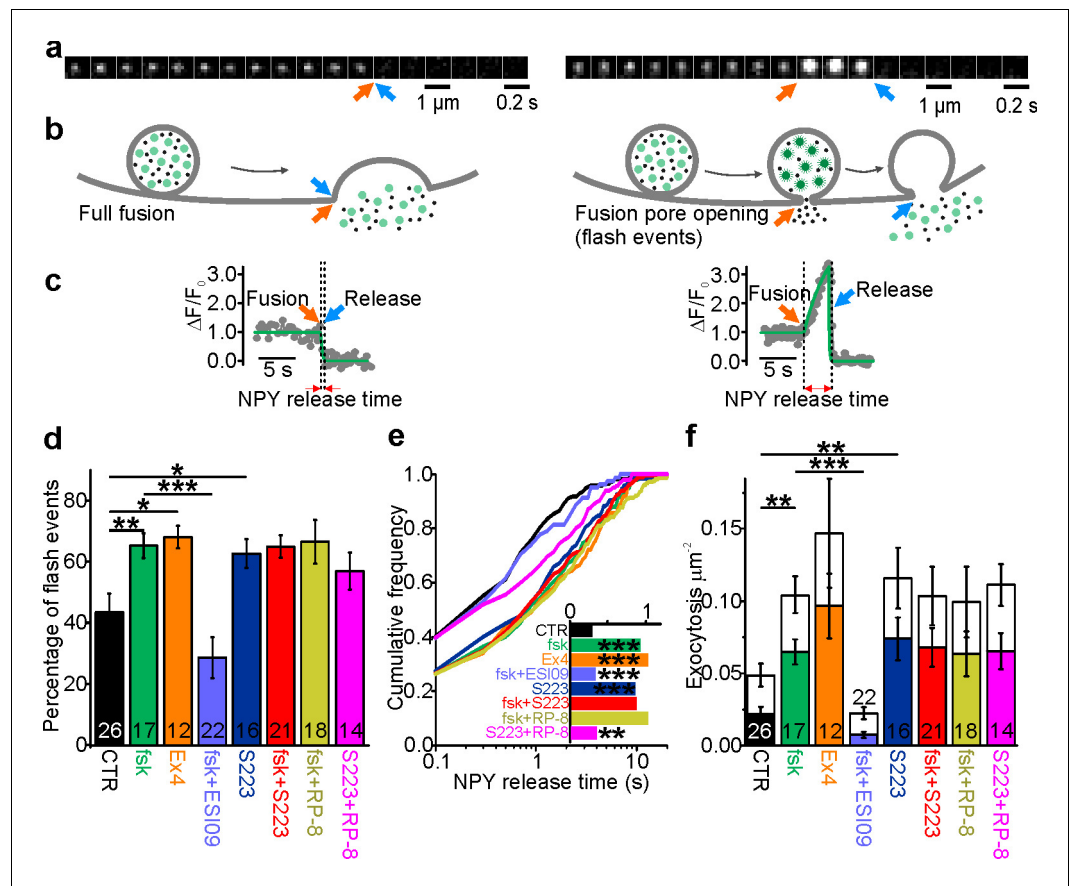 a
1 µm
0.2 s
1 µm
0.2 s
b
Full fusion
Fusion pore opening
(flash events)
c
ΔF/F0
3.0
2.0
1.0
0.0
Fusion
Release
5 s
NPY release time
ΔF/F0
3.0
2.0
1.0
0.0
Fusion
Release
5 s
NPY release time
d
Percentage of flash events
80
60
40
20
0
*
***
*
**
26
17
12
22
16
21
18
14
CTR
fsk
Ex4
fsk+ESI09
S223
fsk+S223
fsk+RP-8
S223+RP-8
e
Cumulative frequency
1.0
0.8
0.6
0.4
0.2
0.0
0.1
1
10
NPY release time (s)
0
1
CTR
fsk ***
Ex4 ***
fsk+ESI09 ***
S223 ***
fsk+S223
fsk+RP-8
S223+RP-8 **
f
Exocytosis µm-2
0.15
0.10
0.05
0.00
**
***
**
26
17
12
22
16
21
18
14
CTR
fsk
Ex4
fsk+ESI09
S223
fsk+S223
fsk+RP-8
S223+RP-8